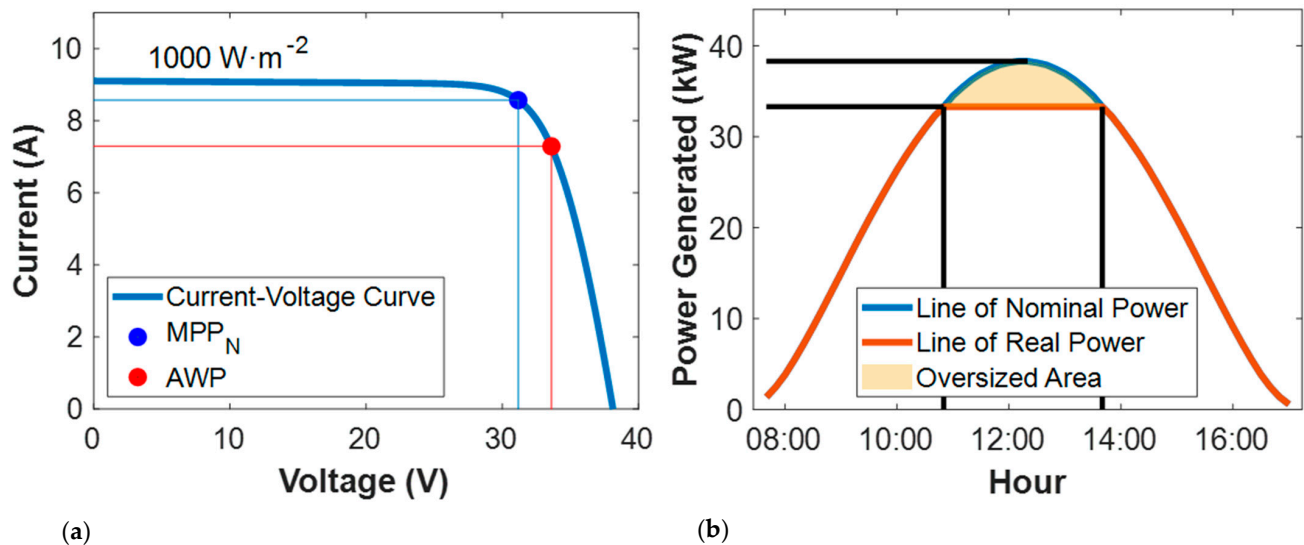 1000 W·m⁻²
10
8
6
4
2
0
Current (A)
Current-Voltage Curve
MPP_N
AWP
0 10 20 30 40
Voltage (V)
(a)
40
30
20
10
0
Power Generated (kW)
Line of Nominal Power
Line of Real Power
Oversized Area
08:00 10:00 12:00 14:00 16:00
Hour
(b)